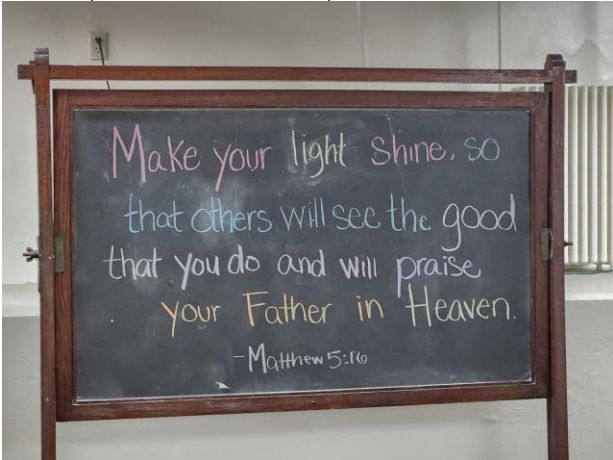 Make your light shine, so
that others will see the good
that you do and will praise
your Father in Heaven.
-Matthew 5:16